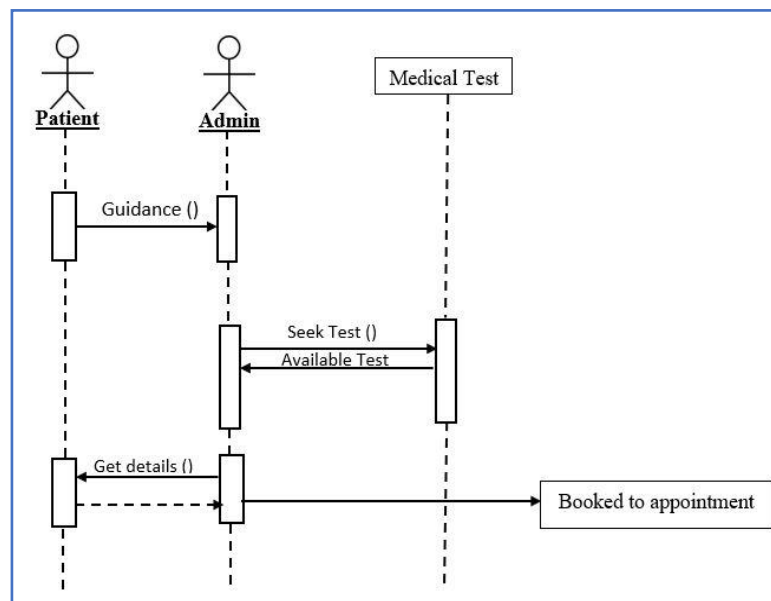 Medical Test
Patient
Admin
Guidance ()
Seek Test ()
Available Test
Get details ()
Booked to appointment